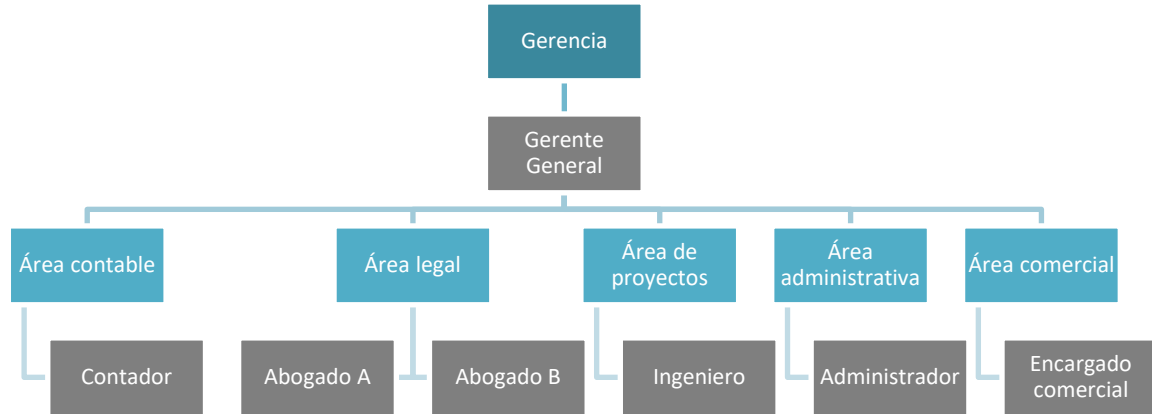 Gerencia
Gerente
General
Área contable
Área legal
Área de
proyectos
Área
administrativa
Área comercial
Contador
Abogado A
Abogado B
Ingeniero
Administrador
Encargado
comercial